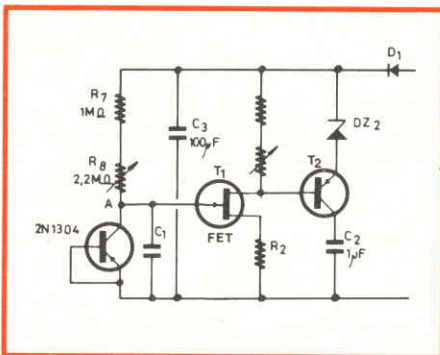 D1
R7
1MΩ
C3
100µF
DZ2
R8
2,2MΩ
T1
T2
A
2N1304
C1
FET
R2
C2
1µF